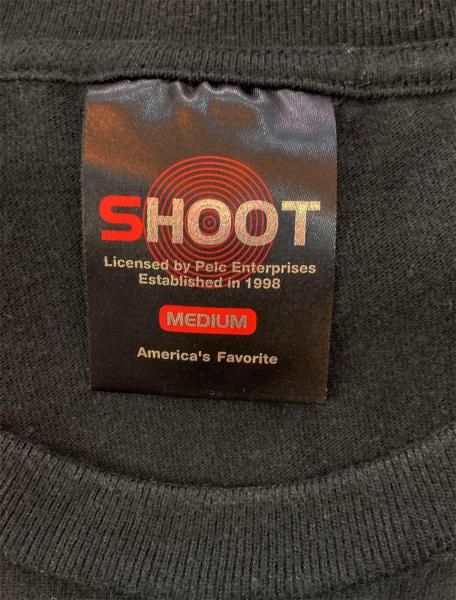 SHOOT
Licensed by Pelc Enterprises
Established in 1998
MEDIUM
America's Favorite